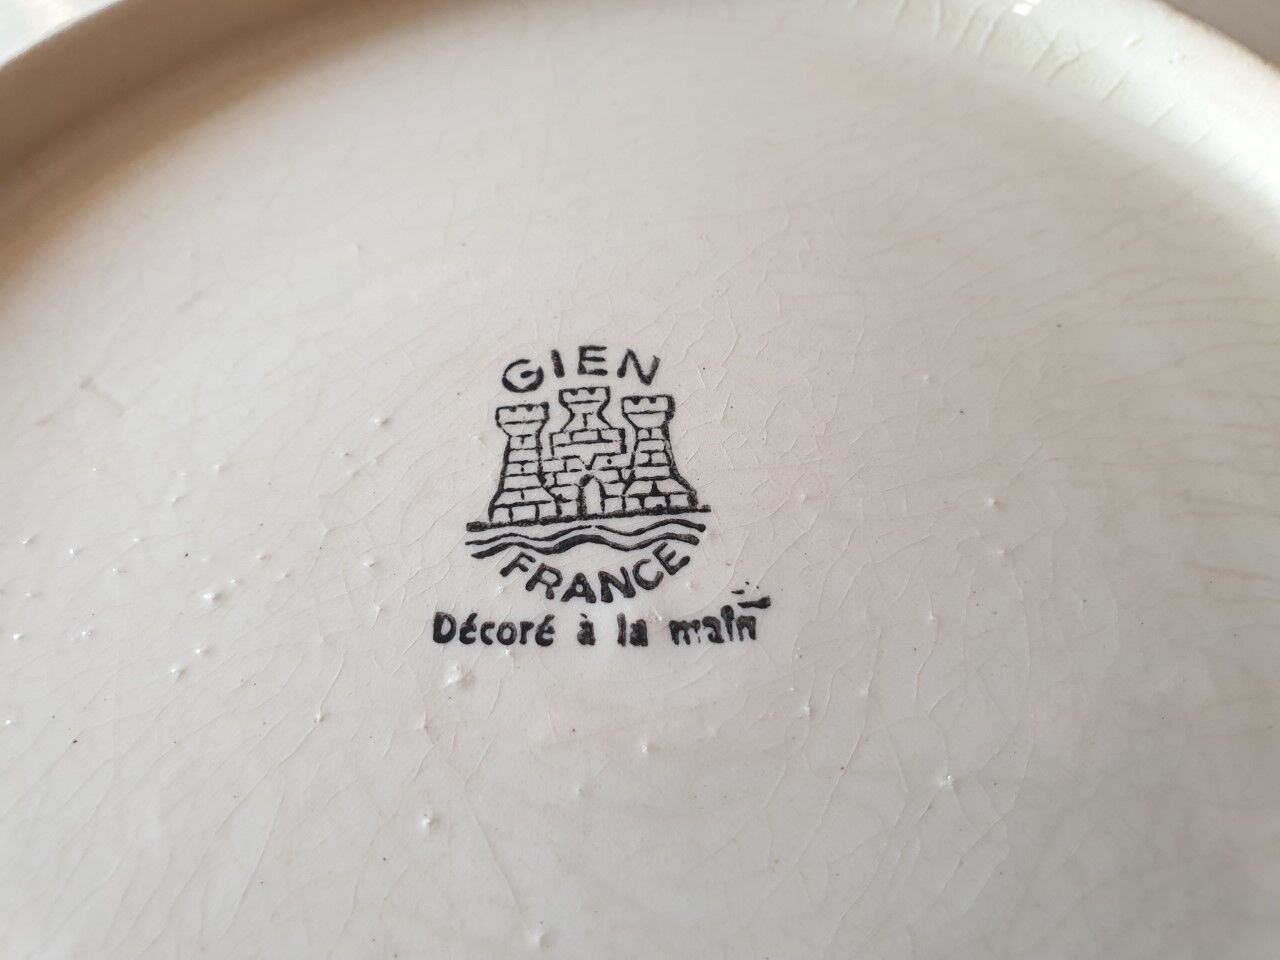 GIEN
FRANCE
Décoré à la main